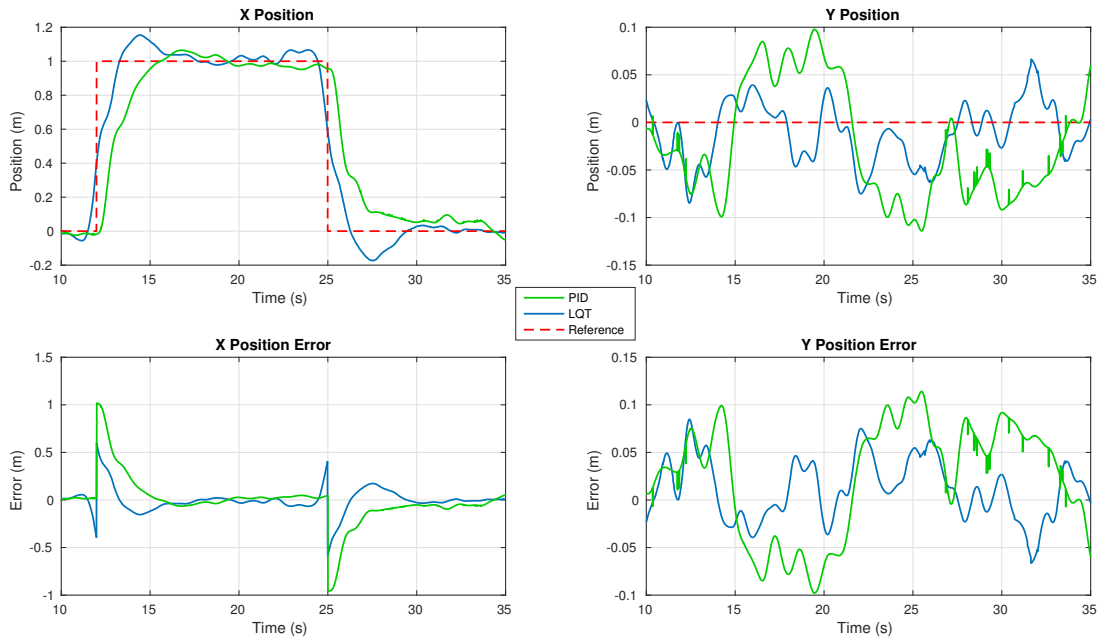 X Position
1.2
1
0.8
0.6
0.4
0.2
0
-0.2
Position (m)
10 15 20 25 30 35
Time (s)
Y Position
0.1
0.05
0
-0.05
-0.1
-0.15
Position (m)
10 15 20 25 30 35
Time (s)
PID
LQT
Reference
X Position Error
1.5
1
0.5
0
-0.5
-1
Error (m)
10 15 20 25 30 35
Time (s)
Y Position Error
0.15
0.1
0.05
0
-0.05
-0.1
Error (m)
10 15 20 25 30 35
Time (s)